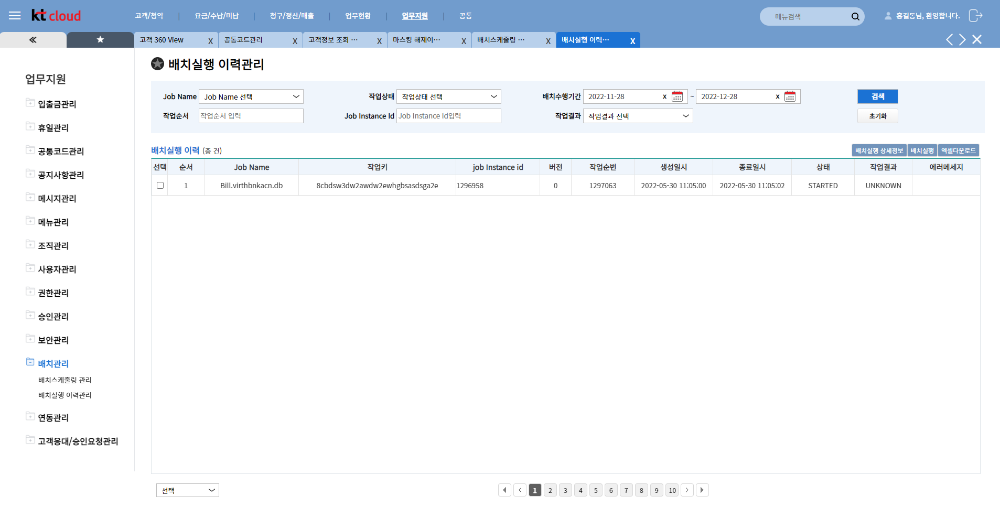 kt cloud
고객/청약 | 요금/수납/미납 | 청구/정산/매출 | 업무현황 | 업무지원 | 공통
메뉴검색
홍길동님, 환영합니다.
고객 360 View x
공통코드관리 x
고객정보 조회 ⋯ x
마스킹 해제이⋯ x
배치스케줄링 ⋯ x
배치실행 이력⋯ x
업무지원
입출금관리
휴일관리
공통코드관리
공지사항관리
메시지관리
메뉴관리
조직관리
사용자관리
권한관리
승인관리
보안관리
배치관리
배치스케줄링 관리
배치실행 이력관리
연동관리
고객응대/승인요청관리
배치실행 이력관리
Job Name Job Name 선택 작업상태 작업상태 선택 배치수행기간 2022-11-28 x ~ 2022-12-28 x 검색
작업순서 작업순서 입력 Job Instance Id Job Instance Id입력 작업결과 작업결과 선택 초기화
배치실행 이력 (총 건) 배치실행 상세정보 배치실행 엑셀다운로드
선택 순서 Job Name 작업키 job Instance id 버전 작업순번 생성일시 종료일시 상태 작업결과 에러메세지
1 Bill.virthbnkacn.db 8cbdsw3dw2awdw2ewhgbsasdsga2e 1296958 0 1297063 2022-05-30 11:05:00 2022-05-30 11:05:02 STARTED UNKNOWN
선택 1 2 3 4 5 6 7 8 9 10